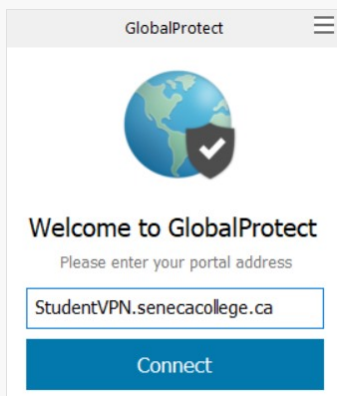 GlobalProtect
Welcome to GlobalProtect
Please enter your portal address
StudentVPN.senecacollege.ca
Connect